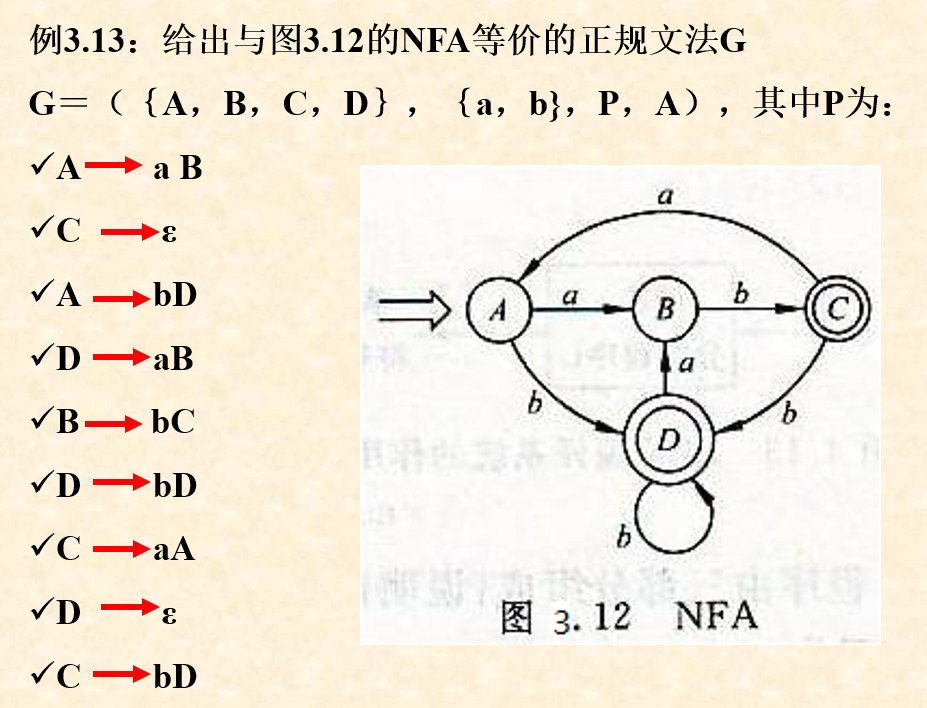 例3.13：给出与图3.12的NFA等价的正规文法G
G＝（{A，B，C，D}，{a，b}，P，A），其中P为：
✓A→ a B
✓C →ε
✓A →bD
✓D →aB
✓B→ bC
✓D →bD
✓C →aA
✓D →ε
✓C →bD
a
A
a
B
b
C
b
a
b
D
b
图 3.12 NFA